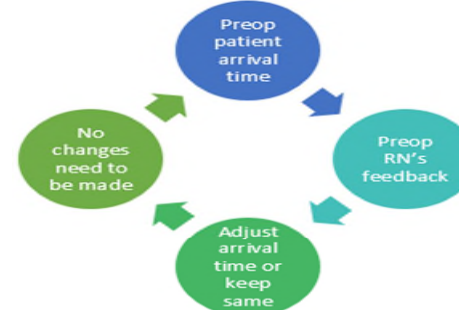 Preop
patient
arrival
time
Preop
RN's
feedback
Adjust
arrival
time or
keep
same
No
changes
need to
be made